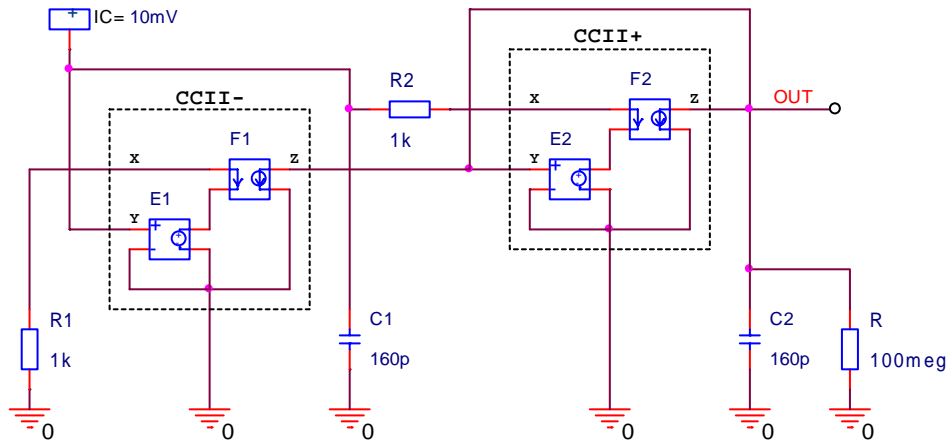 IC= 10mV
CCII+
R2
F2
CCII-
X
Z
OUT
F1
1k
E2
X
Z
Y
E1
Y
R1
C1
C2
R
1k
160p
160p
100meg
0
0
0
0
0
0